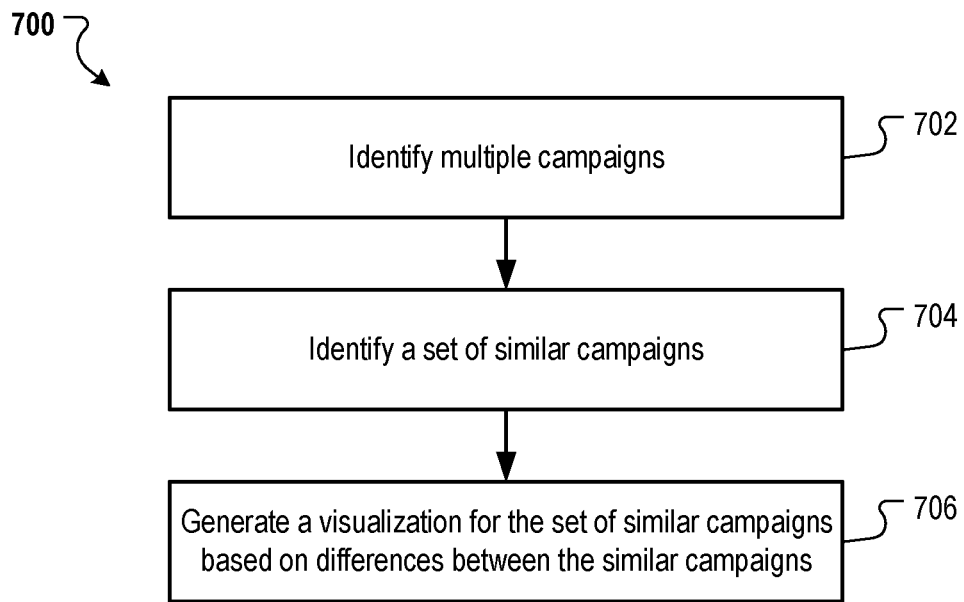 700
Identify multiple campaigns
702
Identify a set of similar campaigns
704
Generate a visualization for the set of similar campaigns
based on differences between the similar campaigns
706